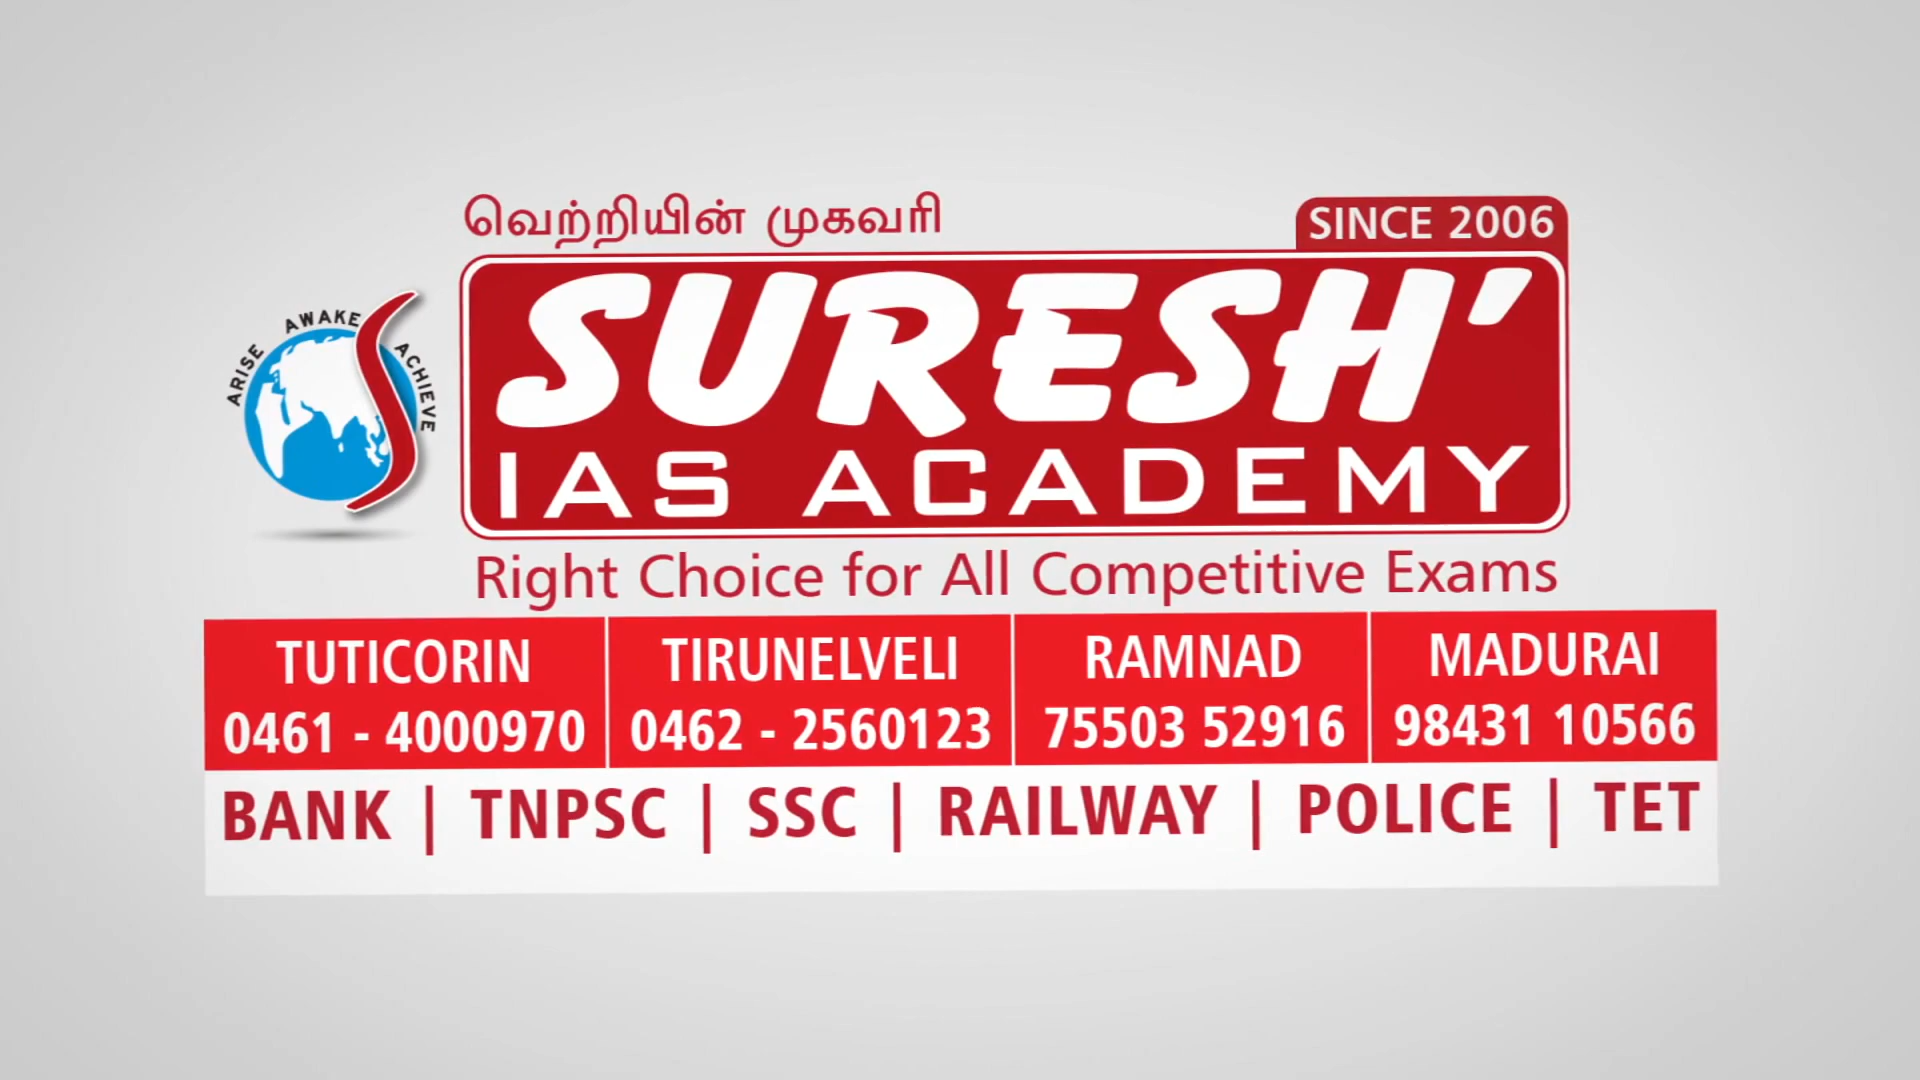 வெற்றியின் முகவரி
SINCE 2006
ARISE AWAKE ACHIEVE
SURESH'
IAS ACADEMY
Right Choice for All Competitive Exams
TUTICORIN TIRUNELVELI RAMNAD MADURAI
0461 - 4000970 0462 - 2560123 75503 52916 98431 10566
BANK | TNPSC | SSC | RAILWAY | POLICE | TET